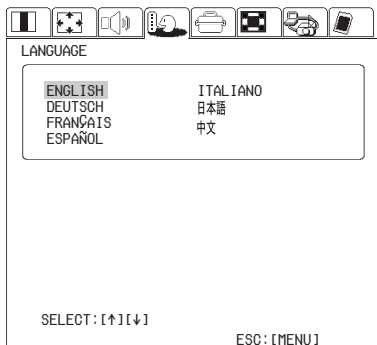 LANGUAGE
ENGLISH
DEUTSCH
FRANÇAIS
ESPAÑOL
ITALIANO
日本語
中文
SELECT:[↑][↓]
ESC:[MENU]